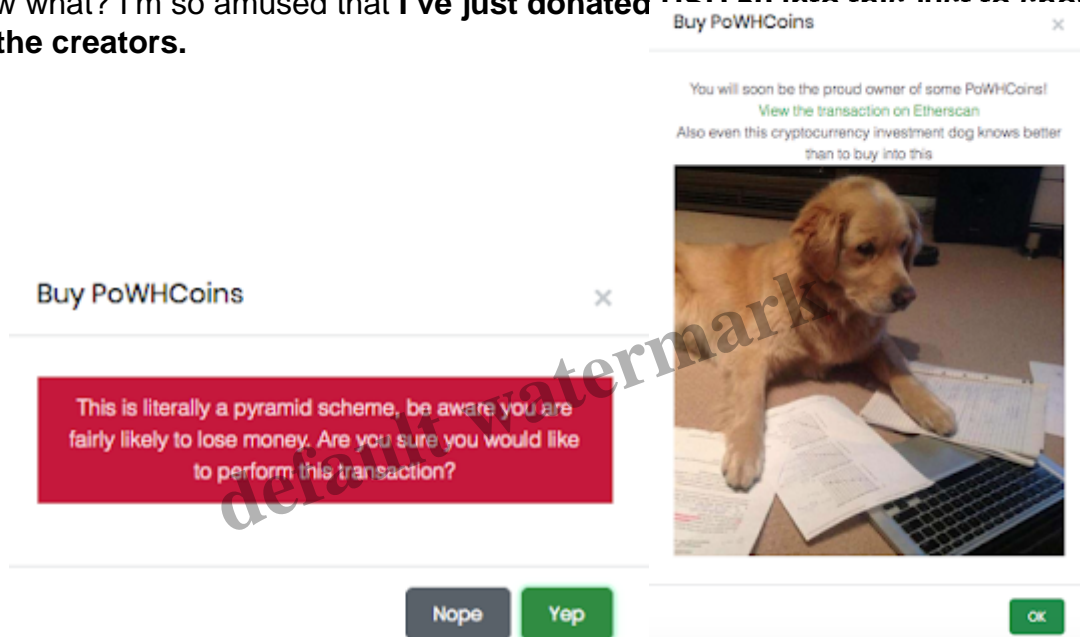 w what? I'm so amused that I've just donated
the creators.
Buy PoWHCoins
×
You will soon be the proud owner of some PoWHCoins!
View the transaction on Etherscan
Also even this cryptocurrency investment dog knows better
than to buy into this
OK
Buy PoWHCoins
×
This is literally a pyramid scheme, be aware you are
fairly likely to lose money. Are you sure you would like
to perform this transaction?
Nope
Yep
default watermark